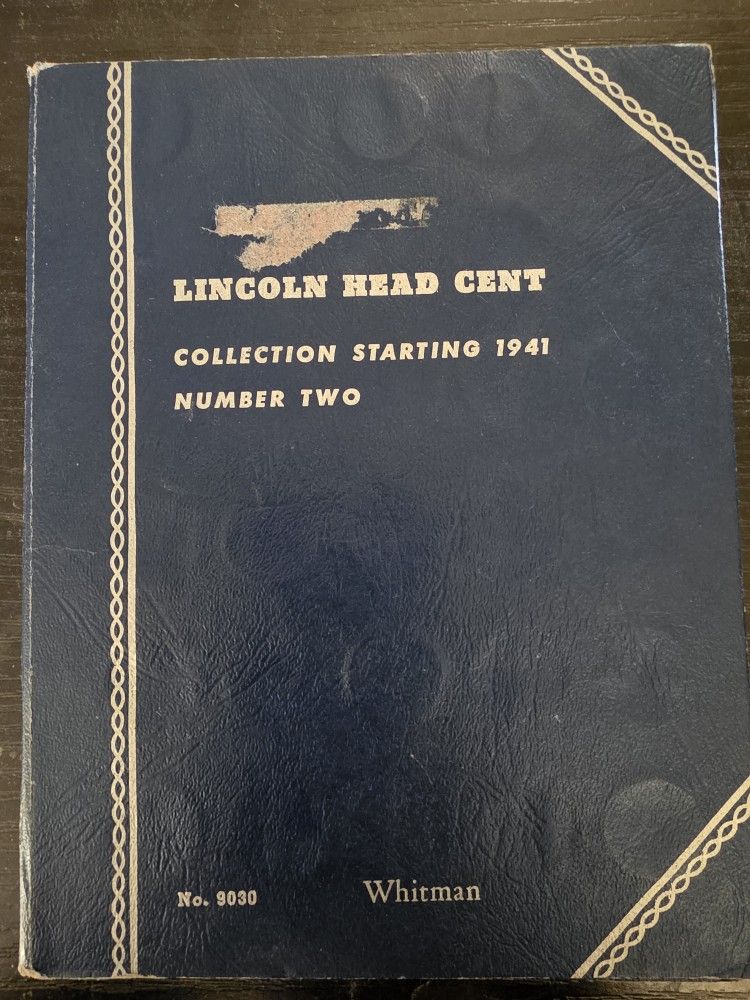 LINCOLN HEAD CENT
COLLECTION STARTING 1941
NUMBER TWO
No. 9030
Whitman